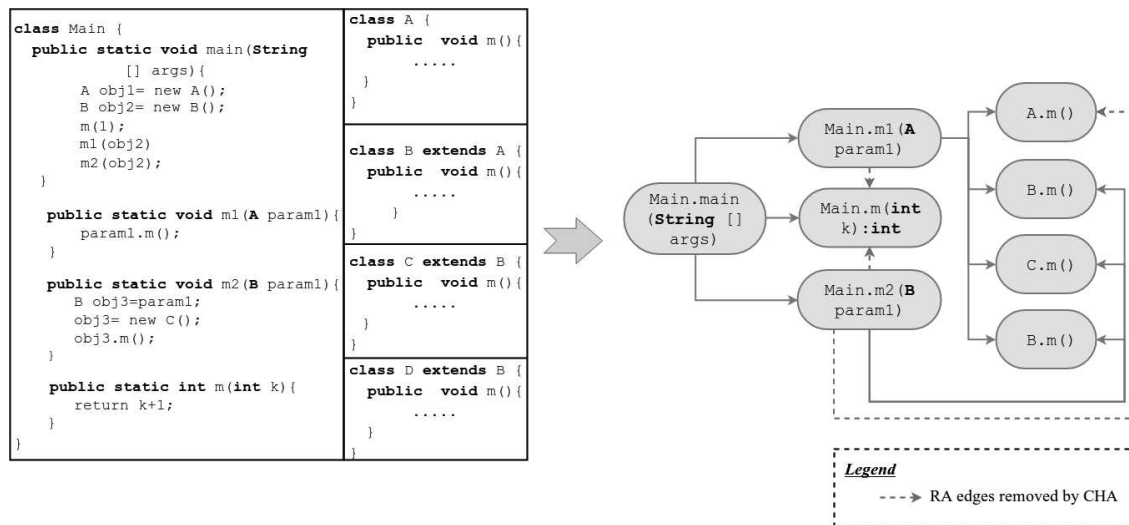 class Main {
public static void main(String
[] args){
A obj1= new A();
B obj2= new B();
m(1);
m1(obj2)
m2(obj2);
}
public static void m1(A param1){
param1.m();
}
public static void m2(B param1){
B obj3=param1;
obj3= new C();
obj3.m();
}
public static int m(int k){
return k+1;
}
}
class A {
public void m(){
.....
}
}
class B extends A {
public void m(){
.....
}
}
class C extends B {
public void m(){
.....
}
}
class D extends B {
public void m(){
.....
}
}
Main.main
(String []
args)
Main.m1(A
param1)
Main.m(int
k):int
Main.m2(B
param1)
A.m()
B.m()
C.m()
B.m()
Legend
RA edges removed by CHA